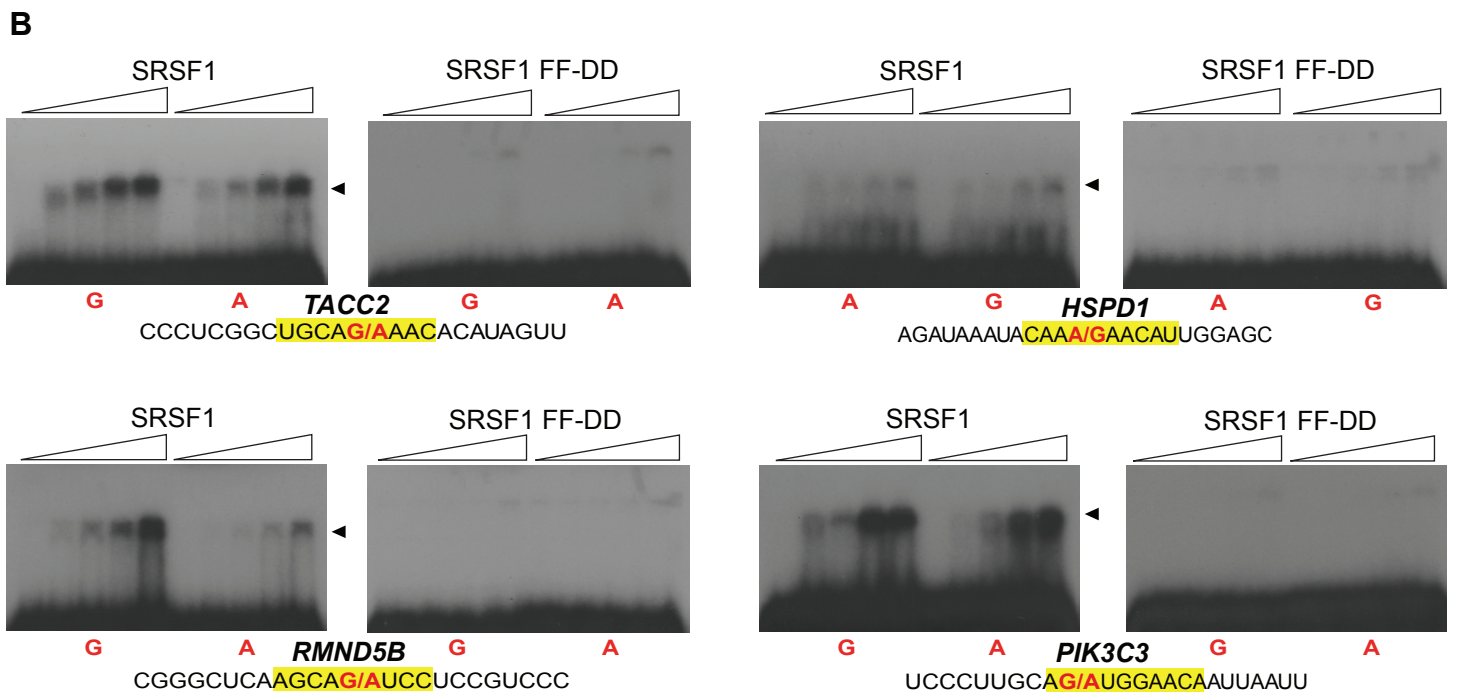 B
SRSF1 SRSF1 FF-DD SRSF1 SRSF1 FF-DD
G A TACC2 G A
CCCUCGGCUGCAG/AAACACAUAGUU
A G HSPD1 A G
AGAUAAAUACAAA/GAACAUUGGAGC
SRSF1 SRSF1 FF-DD SRSF1 SRSF1 FF-DD
G A RMND5B G A
CGGGCUCAAGCAG/AUCCUCCGUCCC
G A PIK3C3 G A
UCCCUUGCAG/AUGGAACAAUUAAUU